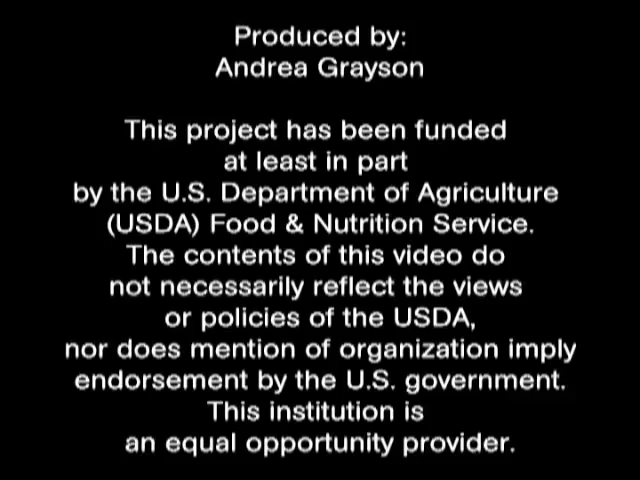 Produced by:
Andrea Grayson
This project has been funded
at least in part
by the U.S. Department of Agriculture
(USDA) Food & Nutrition Service.
The contents of this video do
not necessarily reflect the views
or policies of the USDA,
nor does mention of organization imply
endorsement by the U.S. government.
This institution is
an equal opportunity provider.